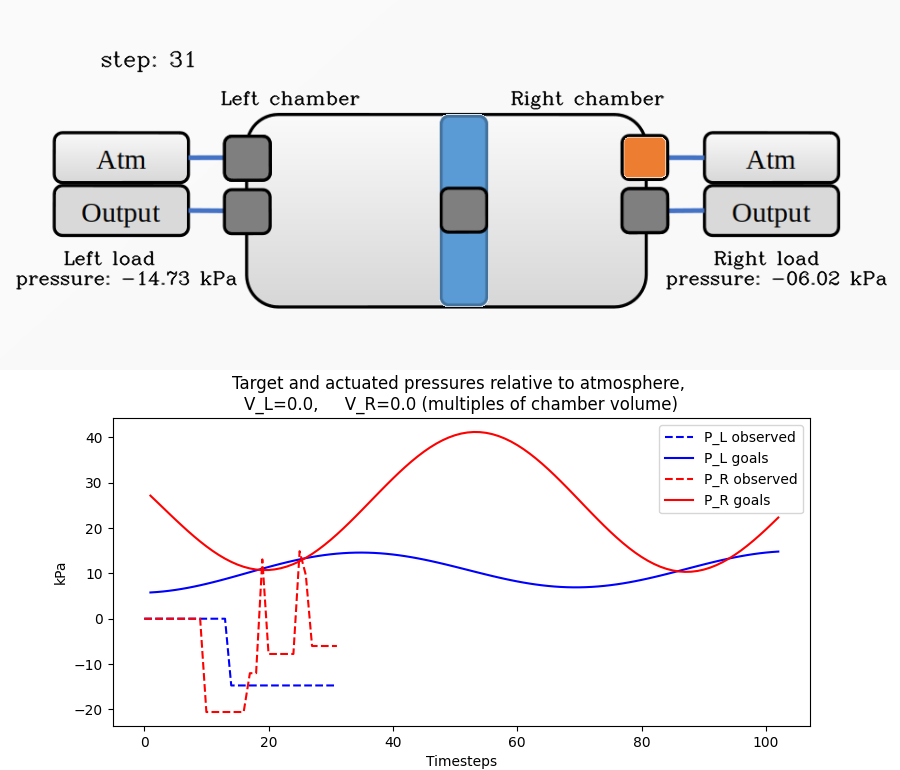 step: 31
Left chamber
Right chamber
Atm
Atm
Output
Output
Left load
pressure: -14.73 kPa
Right load
pressure: -06.02 kPa
Target and actuated pressures relative to atmosphere,
V_L=0.0,     V_R=0.0 (multiples of chamber volume)
P_L observed
P_L goals
P_R observed
P_R goals
kPa
40
30
20
10
0
−10
−20
0
20
40
60
80
100
Timesteps